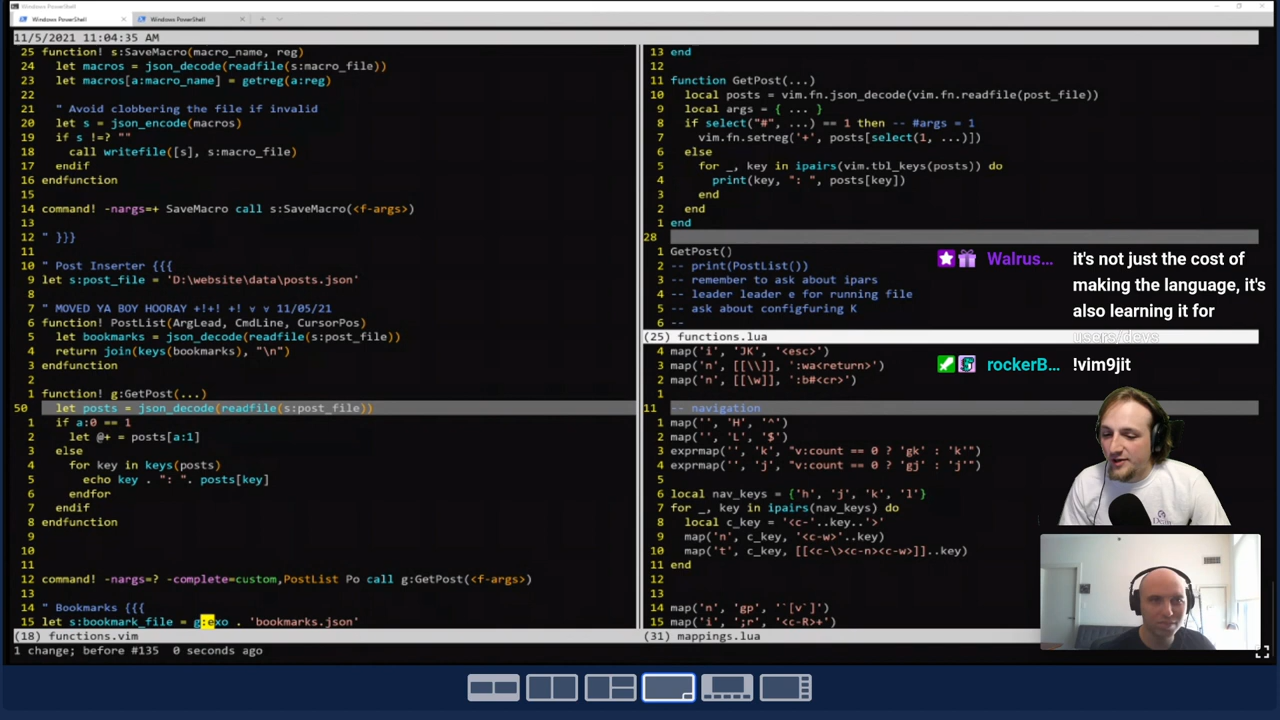 Windows PowerShell
Windows PowerShell
11/5/2021 11:04:35 AM
25 function! s:SaveMacro(macro_name, reg)
24 let macros = json_decode(readfile(s:macro_file))
23 let macros[a:macro_name] = getreg(a:reg)
22
21 " Avoid clobbering the file if invalid
20 let s = json_encode(macros)
19 if s !=? ""
18 call writefile([s], s:macro_file)
17 endif
16 endfunction
15
14 command! -nargs=+ SaveMacro call s:SaveMacro(<f-args>)
13
12 " }}}
11
10 " Post Inserter {{{
9 let s:post_file = 'D:\website\data\posts.json'
8
7 " MOVED YA BOY HOORAY +!+! +! v v 11/05/21
6 function! PostList(ArgLead, CmdLine, CursorPos)
5 let bookmarks = json_decode(readfile(s:post_file))
4 return join(keys(bookmarks), "\n")
3 endfunction
2
1 function! g:GetPost(...)
50 let posts = json_decode(readfile(s:post_file))
1 if a:0 == 1
2 let @+ = posts[a:1]
3 else
4 for key in keys(posts)
5 echo key . ": ". posts[key]
6 endfor
7 endif
8 endfunction
9
10
11
12 command! -nargs=? -complete=custom,PostList Po call g:GetPost(<f-args>)
13
14 " Bookmarks {{{
15 let s:bookmark_file = g:exo . 'bookmarks.json'
(18) functions.vim
1 change; before #135 0 seconds ago
13 end
12
11 function GetPost(...)
10 local posts = vim.fn.json_decode(vim.fn.readfile(post_file))
9 local args = { ... }
8 if select("#", ...) == 1 then -- #args = 1
7 vim.fn.setreg('+', posts[select(1, ...)])
6 else
5 for _, key in ipairs(vim.tbl_keys(posts)) do
4 print(key, ": ", posts[key])
3 end
2 end
1 end
28
1 GetPost()
2 -- print(PostList())
3 -- remember to ask about ipars
4 -- leader leader e for running file
5 -- ask about configfuring K
6 --
(25) functions.lua
4 map('i', 'JK', '<esc>')
3 map('n', [[\\]], ':wa<return>')
2 map('n', [[\w]], ':b#<cr>')
1
11 -- navigation
1 map('', 'H', '^')
2 map('', 'L', '$')
3 exprmap('', 'k', "v:count == 0 ? 'gk' : 'k'")
4 exprmap('', 'j', "v:count == 0 ? 'gj' : 'j'")
5
6 local nav_keys = {'h', 'j', 'k', 'l'}
7 for _, key in ipairs(nav_keys) do
8 local c_key = '<c-'..key..'>'
9 map('n', c_key, '<c-w>'..key)
10 map('t', c_key, [[<c-\><c-n><c-w>]]..key)
11 end
12
13
14 map('n', 'gp', '`[v`]')
15 map('i', ';r', '<c-R>+')
(31) mappings.lua
Walrus... it's not just the cost of
making the language, it's
also learning it for
users/devs
rockerB... !vim9jit